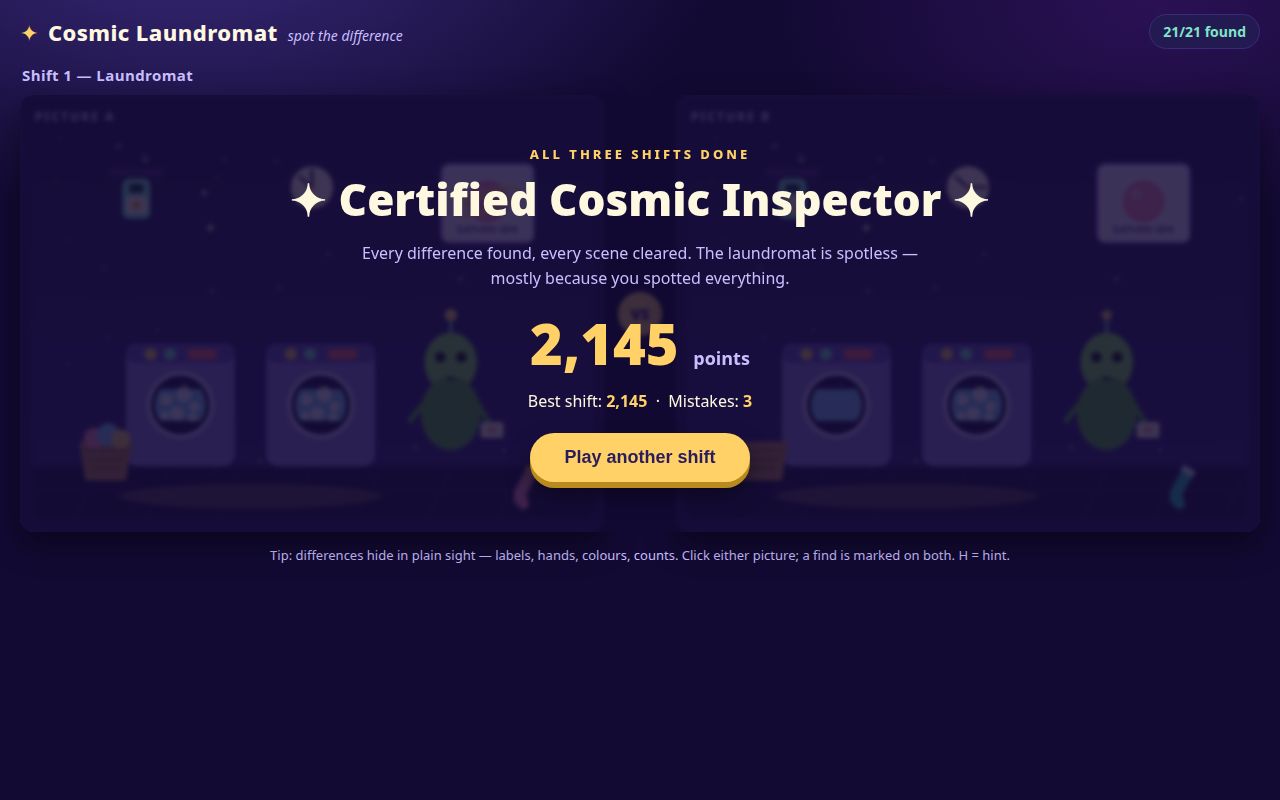 ✦ Cosmic Laundromat spot the difference
21/21 found
Shift 1 — Laundromat
PICTURE A
PICTURE B
ALL THREE SHIFTS DONE
✦ Certified Cosmic Inspector ✦
Every difference found, every scene cleared. The laundromat is spotless —
mostly because you spotted everything.
VS
2,145 points
Best shift: 2,145 · Mistakes: 3
Play another shift
Tip: differences hide in plain sight — labels, hands, colours, counts. Click either picture; a find is marked on both. H = hint.